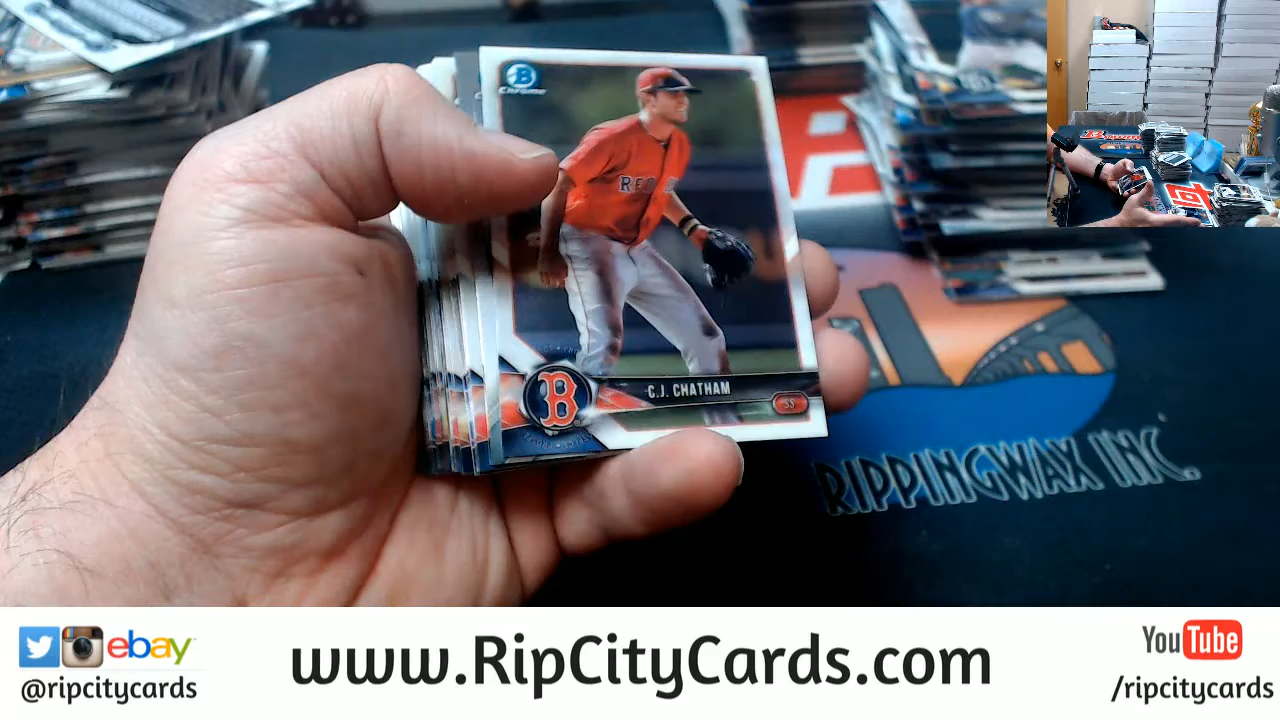 B
Chrome
RED
B
C.J. CHATHAM
SS
RIPPINGWAX INC.
ebay
@ripcitycards
www.RipCityCards.com
YouTube
/ripcitycards